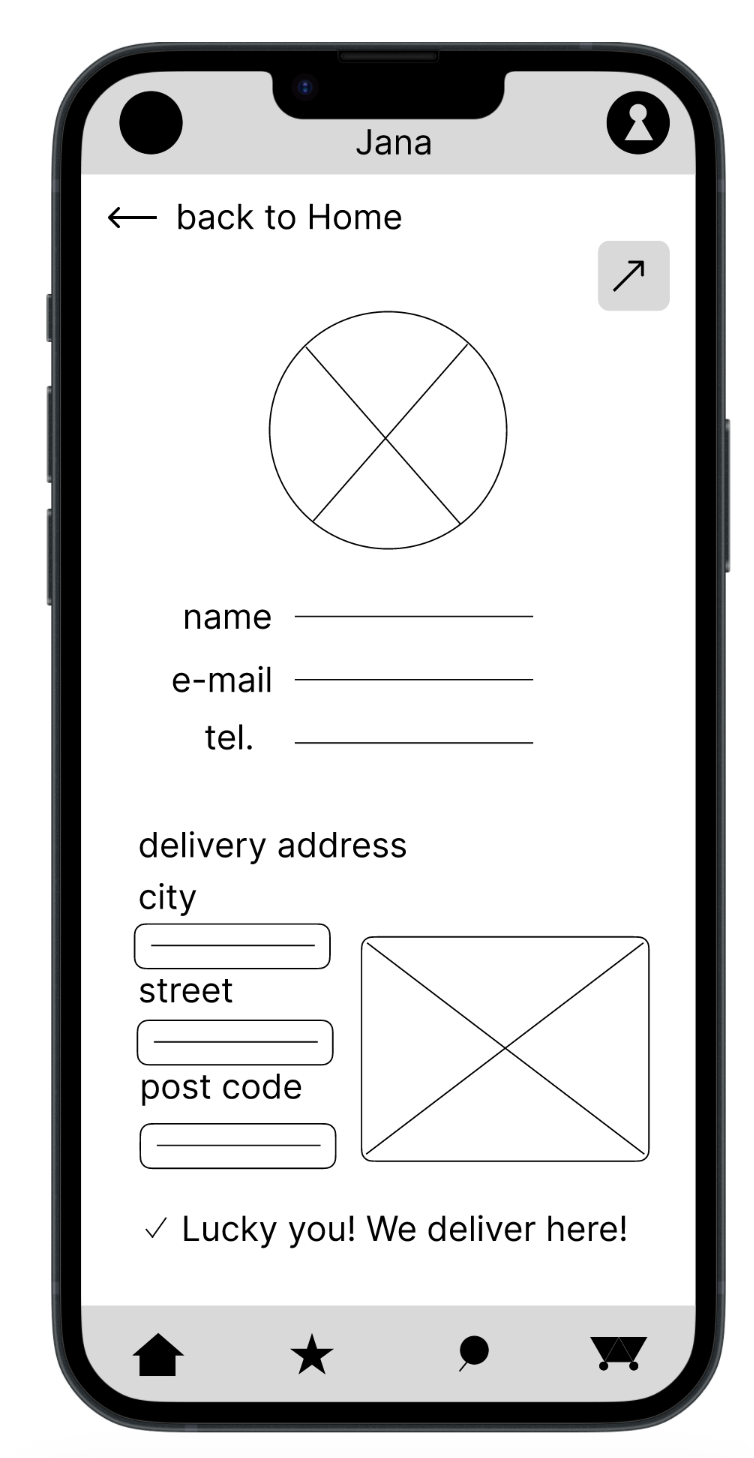 Jana
back to Home
name
e-mail
tel.
delivery address
city
street
post code
Lucky you! We deliver here!